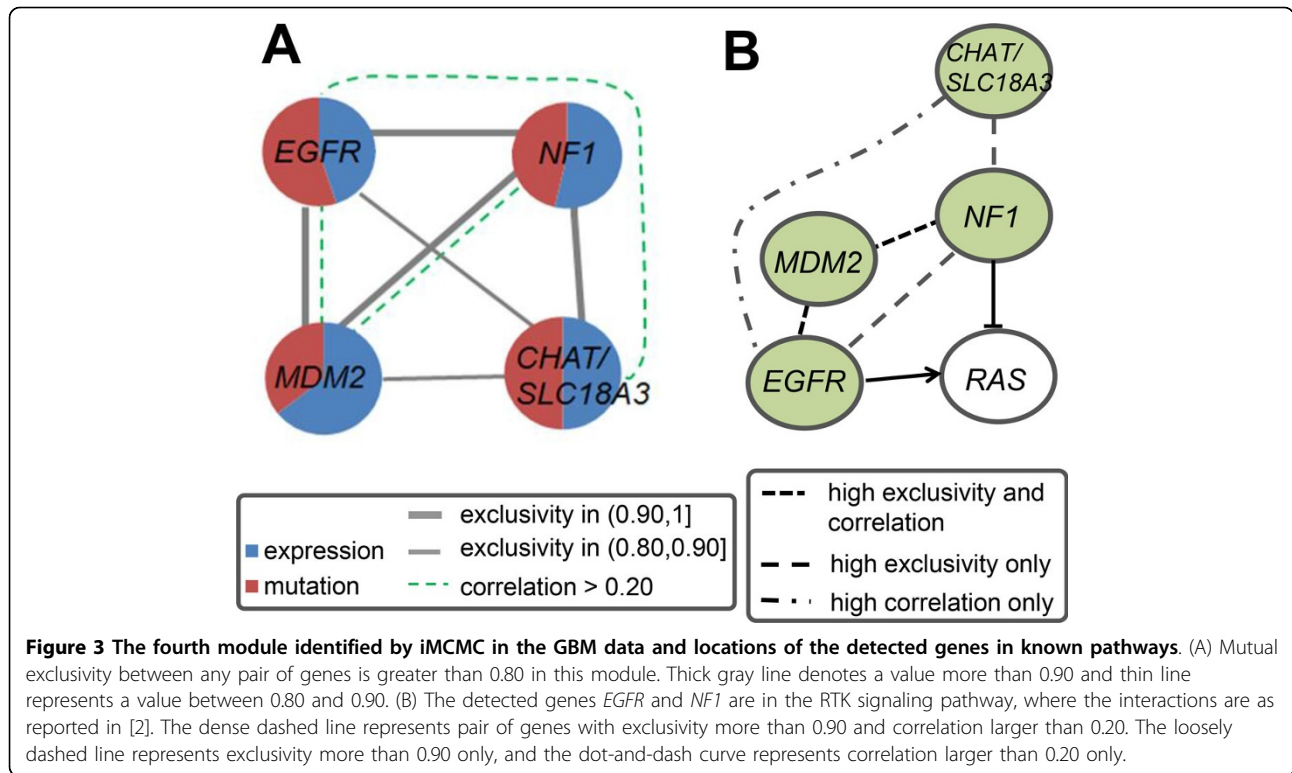 A
EGFR
NF1
MDM2
CHAT/
SLC18A3
expression
mutation
exclusivity in (0.90,1]
exclusivity in (0.80,0.90]
correlation > 0.20
B
CHAT/
SLC18A3
NF1
MDM2
EGFR
RAS
high exclusivity and
correlation
high exclusivity only
high correlation only
Figure 3 The fourth module identified by iMCMC in the GBM data and locations of the detected genes in known pathways. (A) Mutual
exclusivity between any pair of genes is greater than 0.80 in this module. Thick gray line denotes a value more than 0.90 and thin line
represents a value between 0.80 and 0.90. (B) The detected genes EGFR and NF1 are in the RTK signaling pathway, where the interactions are as
reported in [2]. The dense dashed line represents pair of genes with exclusivity more than 0.90 and correlation larger than 0.20. The loosely
dashed line represents exclusivity more than 0.90 only, and the dot-and-dash curve represents correlation larger than 0.20 only.